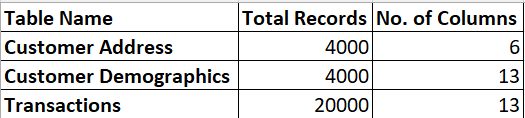 Table Name Total Records No. of Columns
Customer Address 4000 6
Customer Demographics 4000 13
Transactions 20000 13